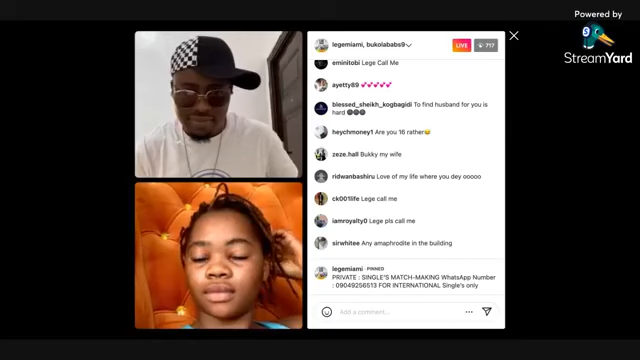 Powered by
StreamYard
legemiami, bukolababs9
LIVE
717
eminitobi Lege Call Me
ayetty89 💕💕💕💕💕
blessed_sheikh_kogbagidi To find husband for you is
hard
heychmoney1 Are you 16 rather
zeze.hall Bukky my wife
ridwanbashiru Love of my life where you dey ooooo
ck001life Lege call me
iamroyalty0 Lege pls call me
sirwhitee Any amaphrodite in the building
legemiami PINNED
PRIVATE : SINGLE'S MATCH-MAKING WhatsApp Number
: 09049256513 FOR INTERNATIONAL Single's only
Add a comment...